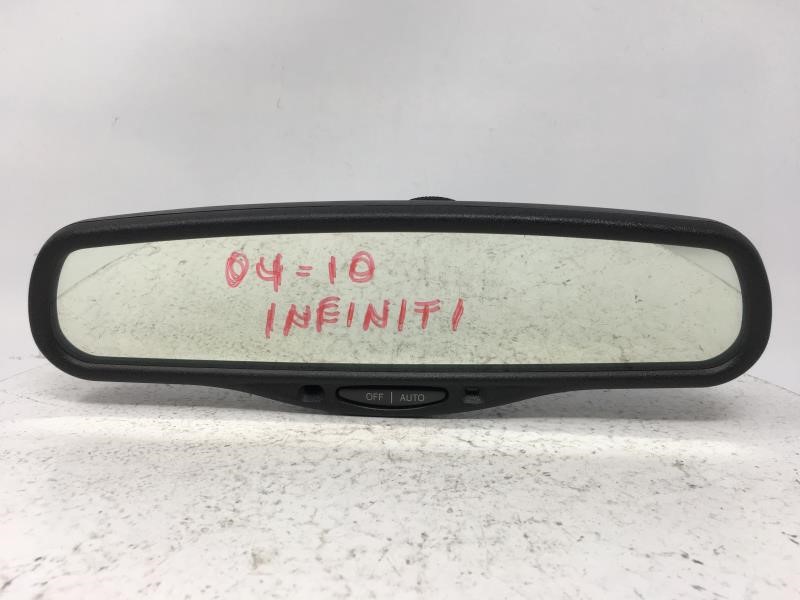 04=10
INFINITI
OFF | AUTO